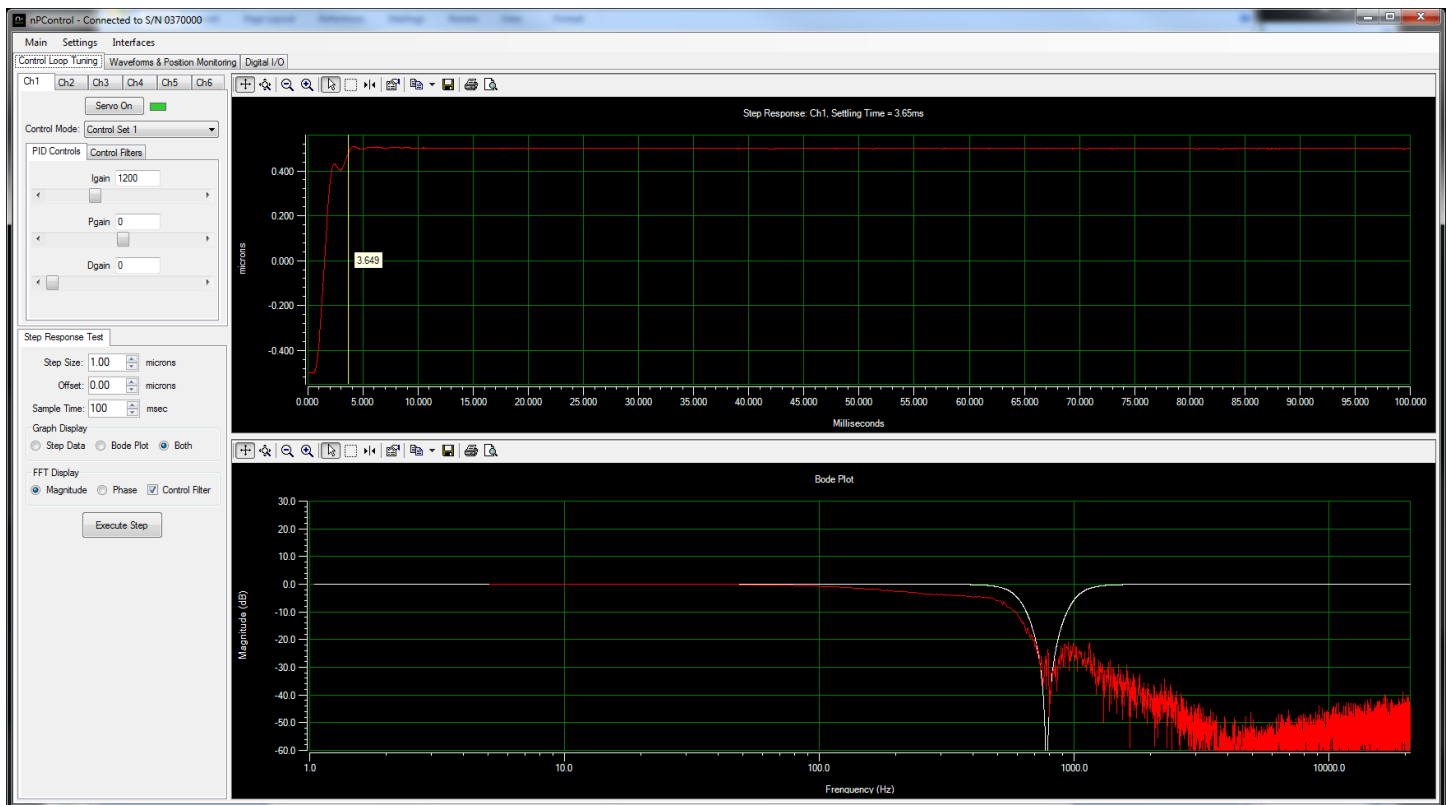 nPControl - Connected to S/N 0370000
Main Settings Interfaces
Control Loop Tuning Waveforms & Position Monitoring Digital I/O
Ch1 Ch2 Ch3 Ch4 Ch5 Ch6
Servo On
Control Mode: Control Set 1
PID Controls Control Filters
Igain 1200
Pgain 0
Dgain 0
Step Response Test
Step Size: 1.00 microns
Offset: 0.00 microns
Sample Time: 100 msec
Graph Display
Step Data Bode Plot Both
FFT Display
Magnitude Phase Control Filter
Execute Step
Step Response: Ch1, Settling Time = 3.65ms
microns
0.400
0.200
0.000
-0.200
-0.400
3.649
0.000 5.000 10.000 15.000 20.000 25.000 30.000 35.000 40.000 45.000 50.000 55.000 60.000 65.000 70.000 75.000 80.000 85.000 90.000 95.000 100.000
Milliseconds
Bode Plot
Magnitude (dB)
30.0
20.0
10.0
0.0
-10.0
-20.0
-30.0
-40.0
-50.0
-60.0
1.0 10.0 100.0 1000.0 10000.0
Frenquency (Hz)